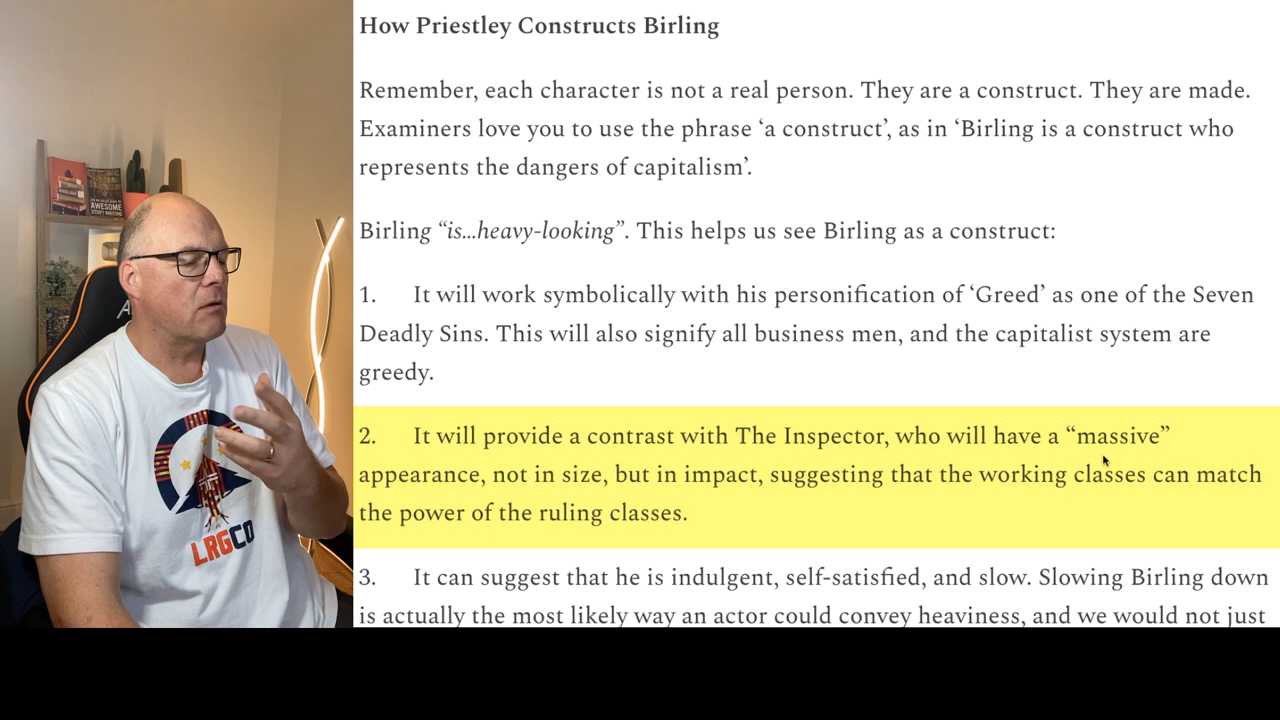 How Priestley Constructs Birling
Remember, each character is not a real person. They are a construct. They are made.
Examiners love you to use the phrase ‘a construct’, as in ‘Birling is a construct who
represents the dangers of capitalism’.
Birling “is...heavy-looking”. This helps us see Birling as a construct:
1. It will work symbolically with his personification of ‘Greed’ as one of the Seven
Deadly Sins. This will also signify all business men, and the capitalist system are
greedy.
2. It will provide a contrast with The Inspector, who will have a “massive”
appearance, not in size, but in impact, suggesting that the working classes can match
the power of the ruling classes.
3. It can suggest that he is indulgent, self-satisfied, and slow. Slowing Birling down
is actually the most likely way an actor could convey heaviness, and we would not just
AWESOME
STORY WRITING
A
LRGCO